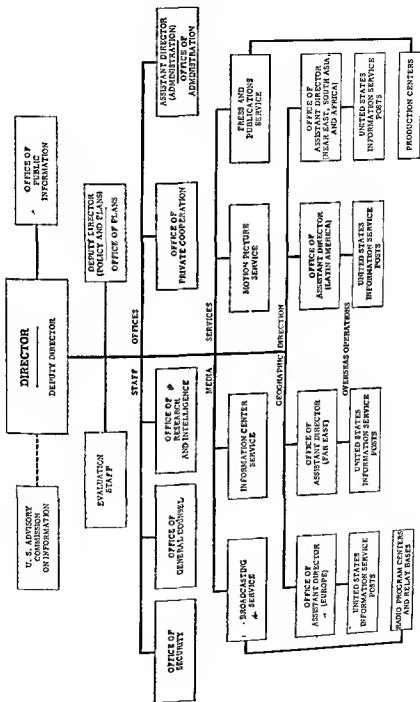 DIRECTOR
DEPUTY DIRECTOR
U. S. ADVISORY
COMMISSION
ON INFORMATION
OFFICE OF
PUBLIC
INFORMATION
EVALUATION
STAFF
DEPUTY DIRECTOR
(POLICY AND PLANS)
OFFICE OF PLANS
STAFF OFFICES
OFFICE OF
SECURITY
OFFICE OF
GENERAL COUNSEL
OFFICE OF
RESEARCH
AND INTELLIGENCE
OFFICE OF
PRIVATE COOPERATION
ASSISTANT DIRECTOR
(ADMINISTRATION)
OFFICE OF
ADMINISTRATION
MEDIA SERVICES
BROADCASTING
SERVICE
INFORMATION CENTER
SERVICE
MOTION PICTURE
SERVICE
PRESS AND
PUBLICATIONS
SERVICE
GEOGRAPHIC DIRECTION
OFFICE OF
ASSISTANT DIRECTOR
(EUROPE)
OFFICE OF
ASSISTANT DIRECTOR
(FAR EAST)
OFFICE OF
ASSISTANT DIRECTOR
(LATIN AMERICA)
OFFICE OF
ASSISTANT DIRECTOR
(NEAR EAST, SOUTH ASIA
AND AFRICA)
OVERSEAS OPERATIONS
UNITED STATES
INFORMATION SERVICE
POSTS
UNITED STATES
INFORMATION SERVICE
POSTS
UNITED STATES
INFORMATION SERVICE
POSTS
UNITED STATES
INFORMATION SERVICE
POSTS
RADIO PROGRAM CENTERS
AND RELAY BASES
PRODUCTION CENTERS